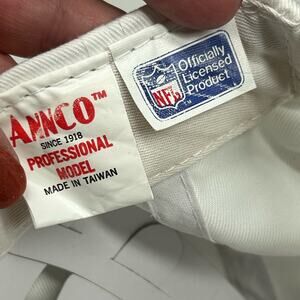 ANNCO™
SINCE 1918
PROFESSIONAL
MODEL
MADE IN TAIWAN
NFL
Officially
Licensed
Product